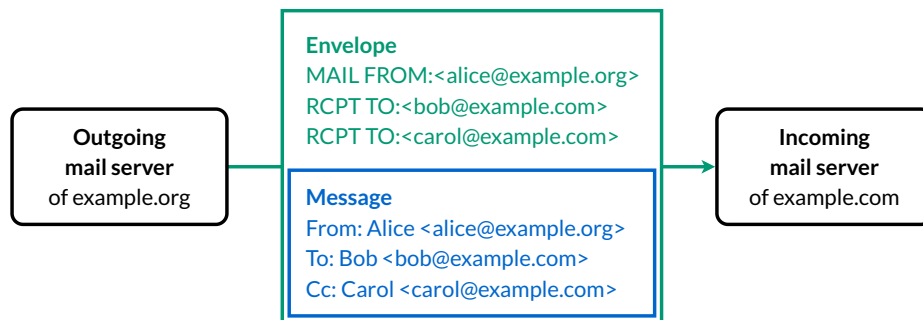 Outgoing
mail server
of example.org
Envelope
MAIL FROM:<alice@example.org>
RCPT TO:<bob@example.com>
RCPT TO:<carol@example.com>
Message
From: Alice <alice@example.org>
To: Bob <bob@example.com>
Cc: Carol <carol@example.com>
Incoming
mail server
of example.com